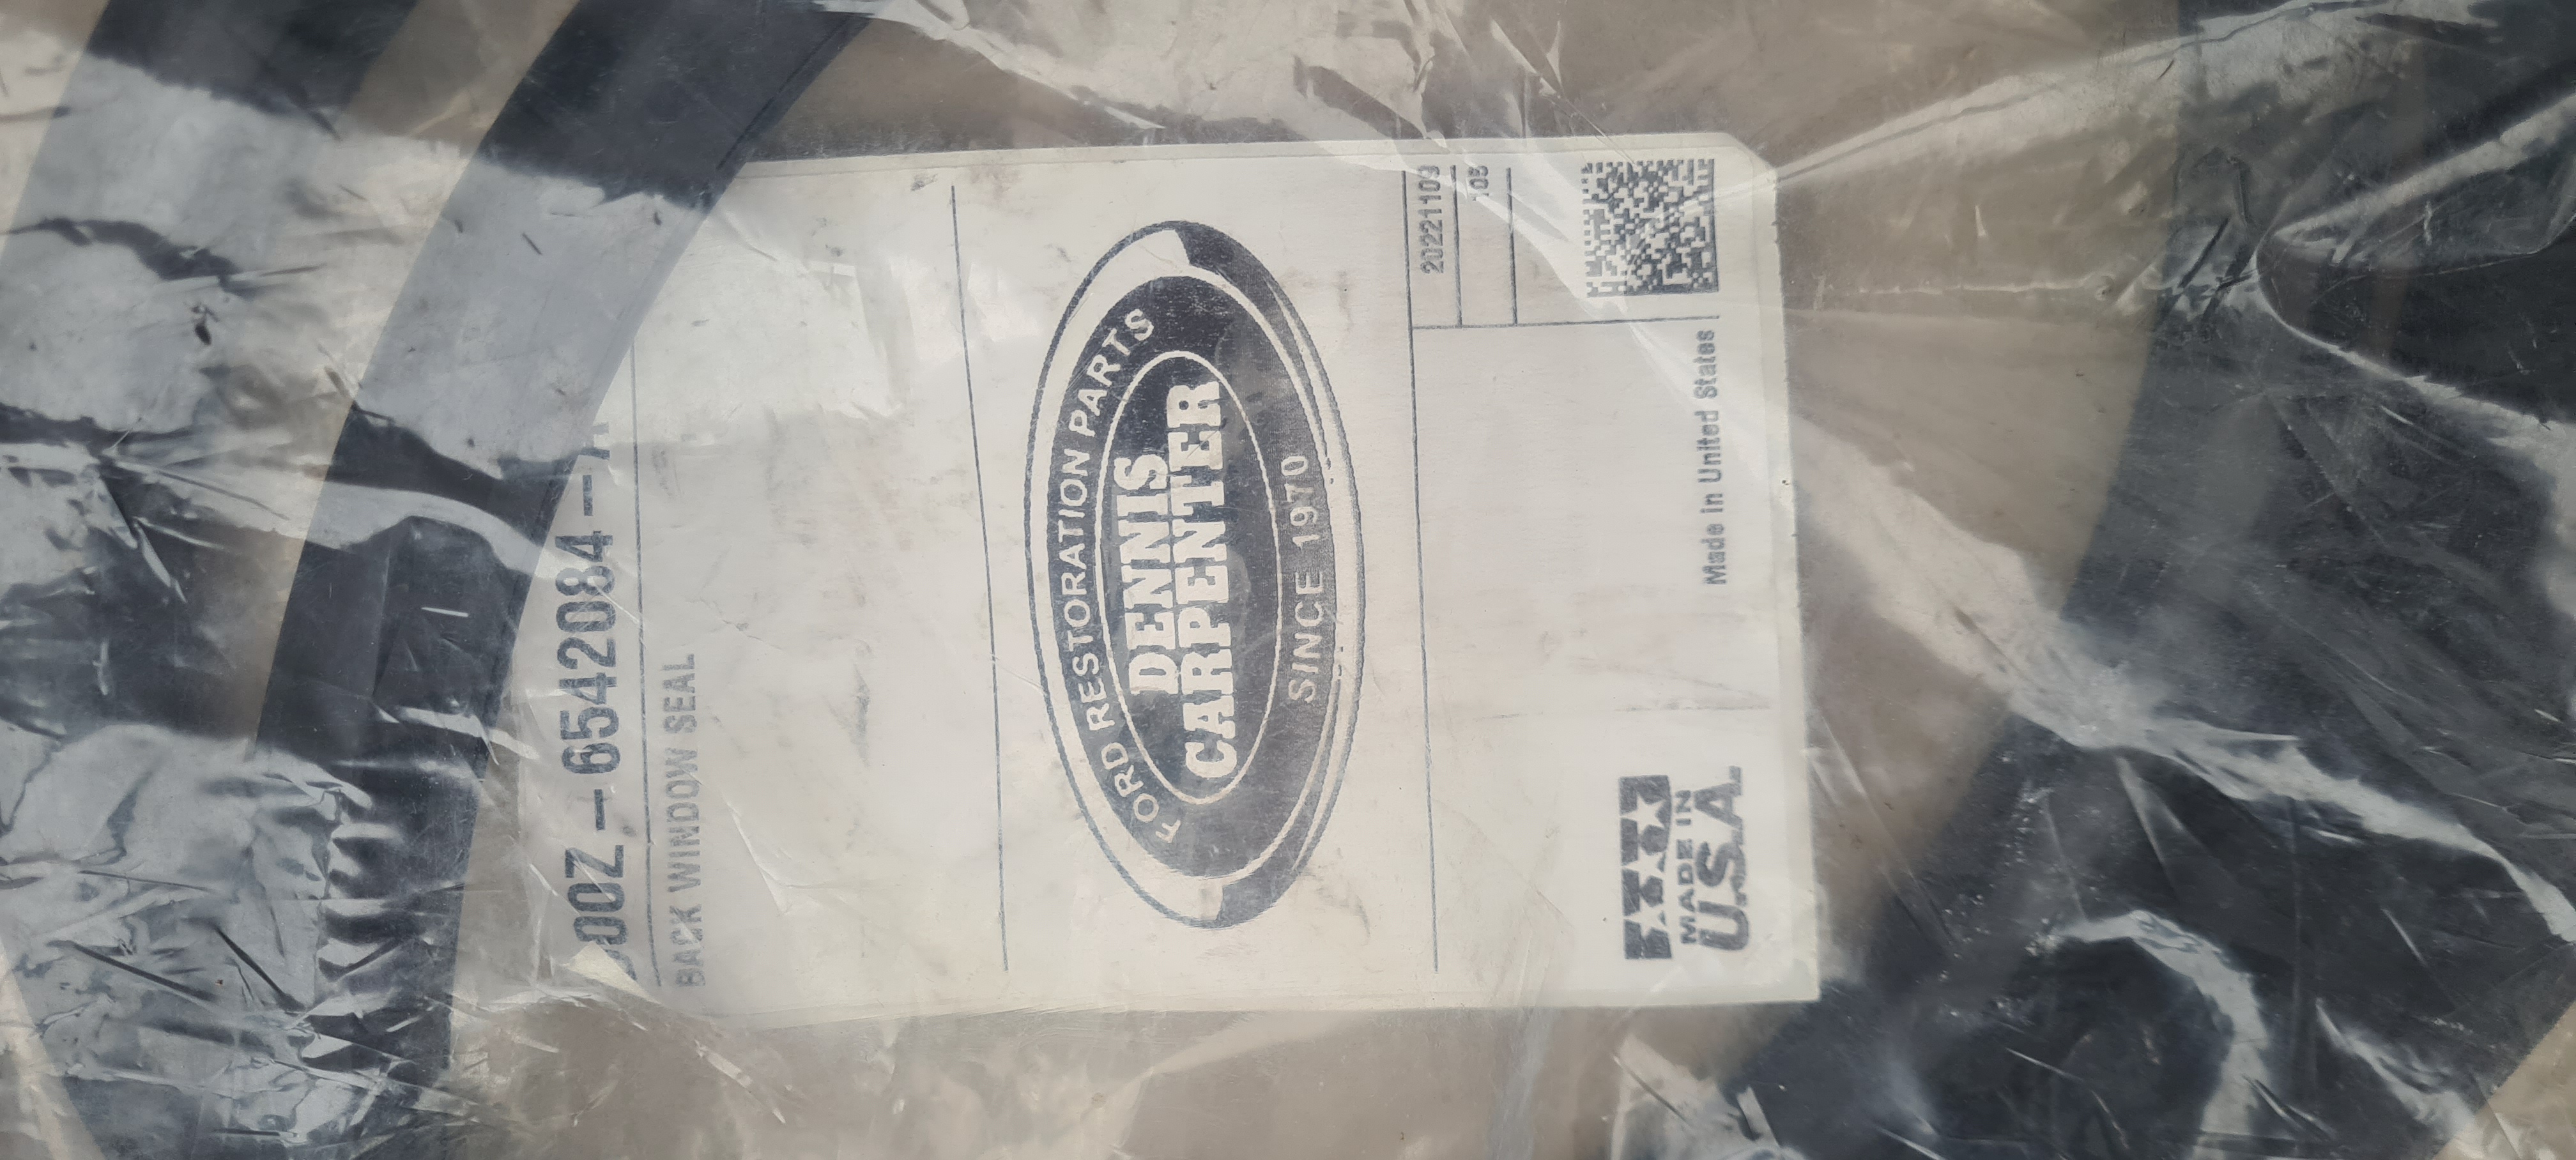 D00Z - 6542084 - A
BACK WINDOW SEAL
FORD RESTORATION PARTS
DENNIS
CARPENTER
SINCE 1970
20221103
105
MADE IN
U.S.A.
Made in United States